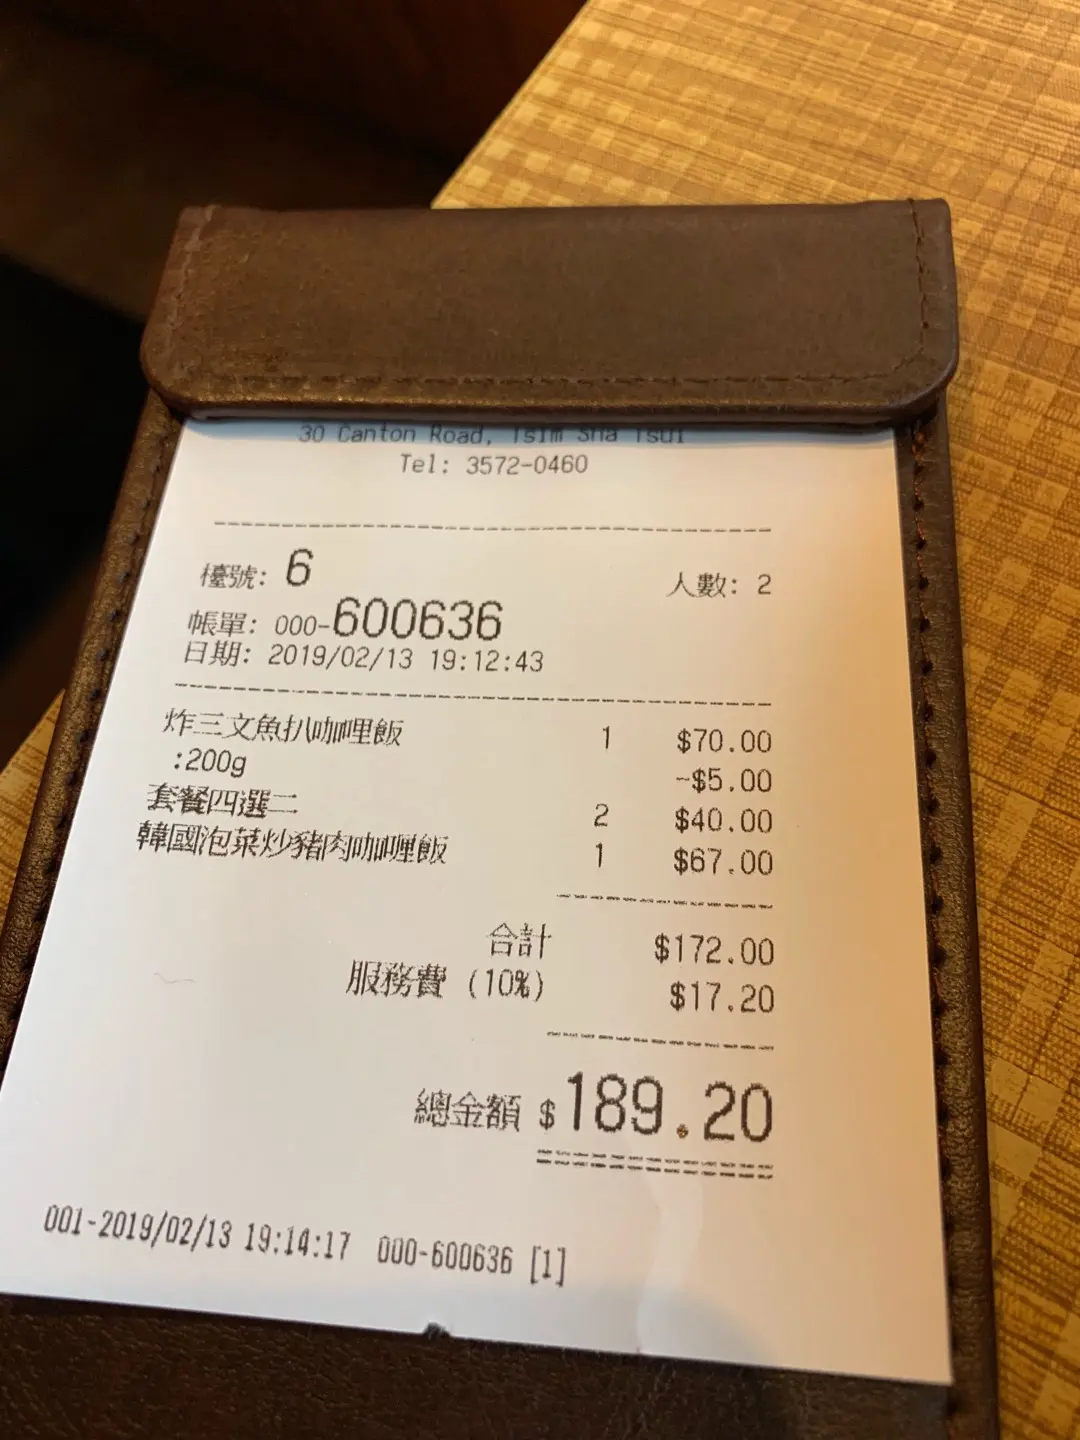 30 Canton Road, Tsim Sha Tsui
Tel: 3572-0460
檯號: 6 人數: 2
帳單: 000-600636
日期: 2019/02/13 19:12:43
炸三文魚扒咖喱飯 1 $70.00
:200g -$5.00
套餐四選二 2 $40.00
韓國泡菜炒豬肉咖喱飯 1 $67.00
合計 $172.00
服務費 (10%) $17.20
總金額 $189.20
001-2019/02/13 19:14:17 000-600636 [1]